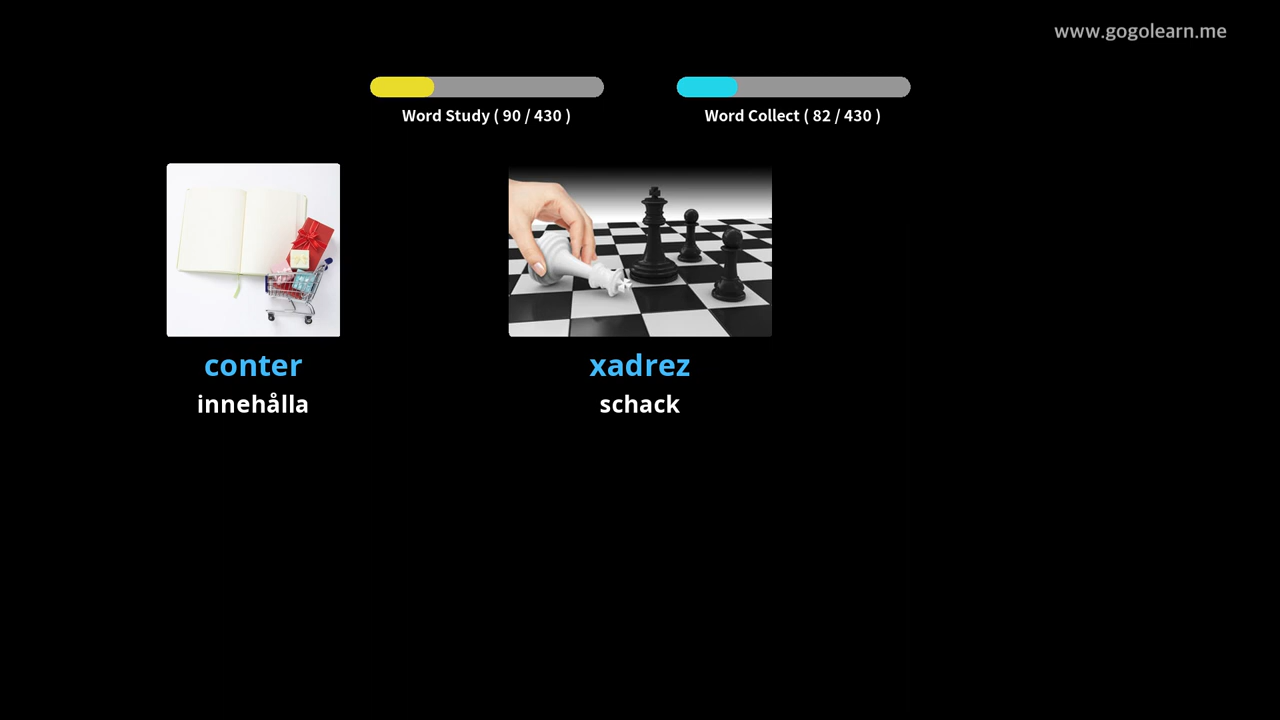 www.gogolearn.me
Word Study ( 90 / 430 )
Word Collect ( 82 / 430 )
conter
innehålla
xadrez
schack